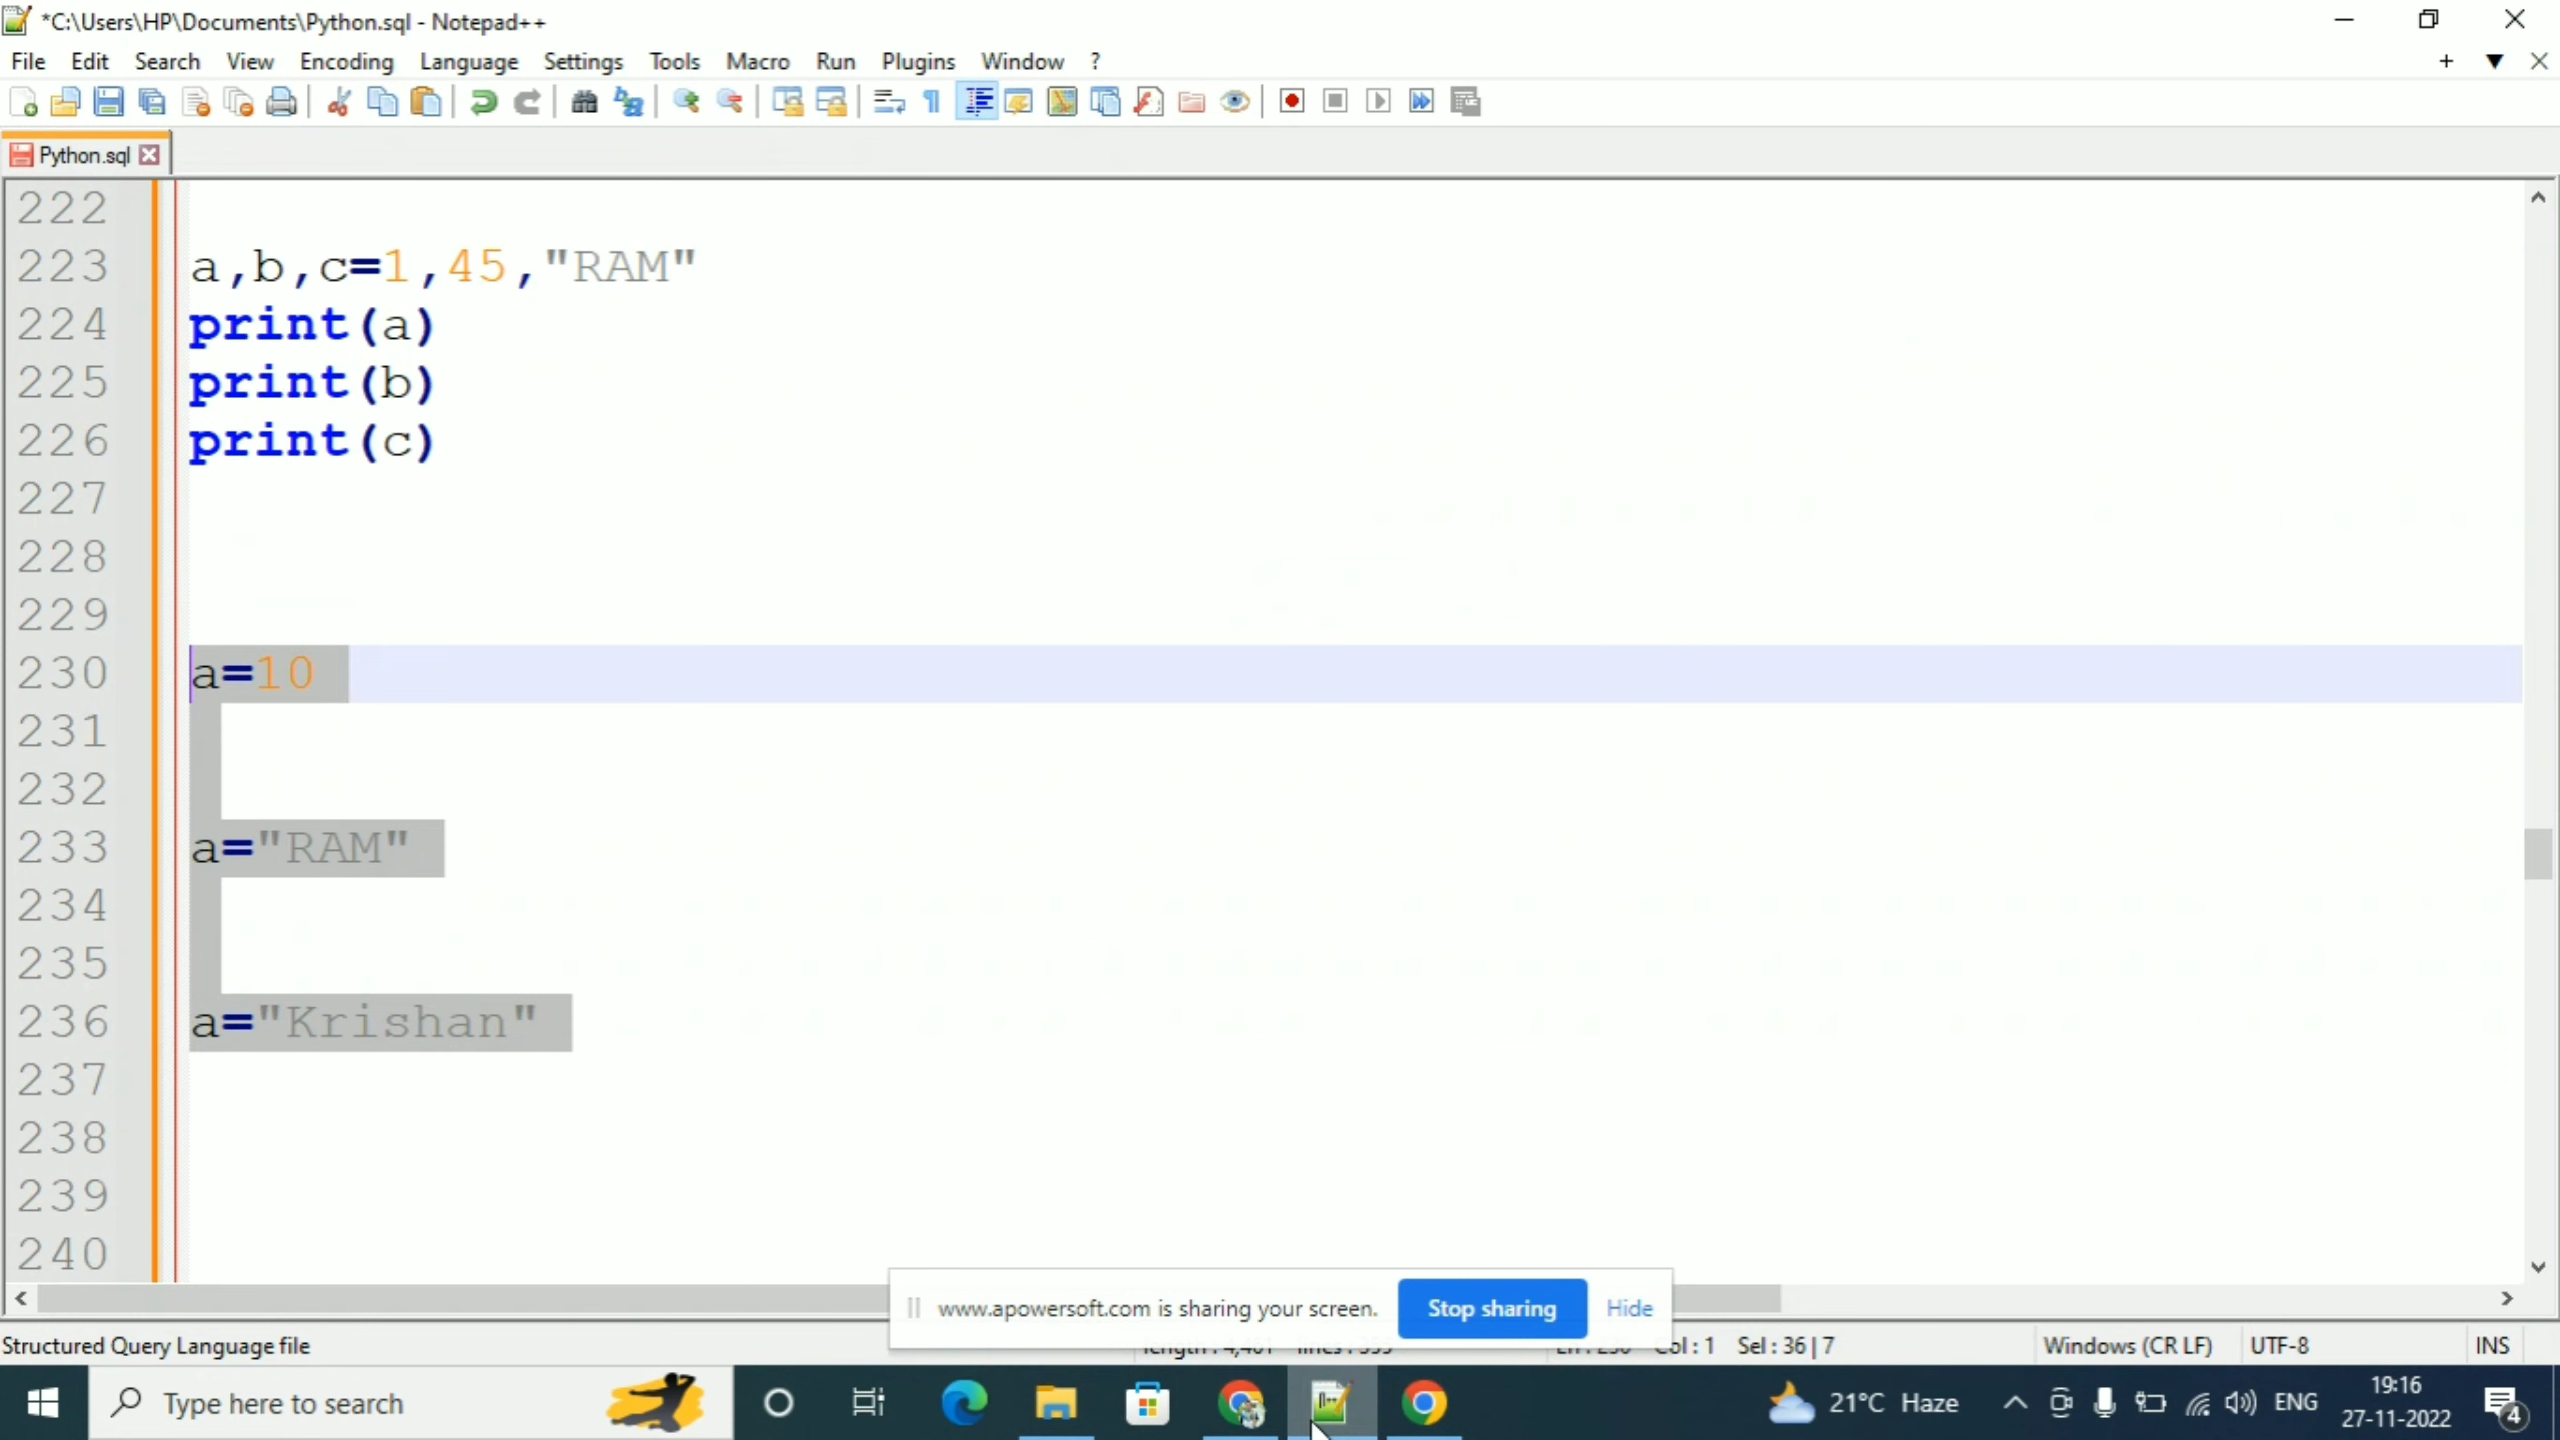 *C:\Users\HP\Documents\Python.sql - Notepad++
File Edit Search View Encoding Language Settings Tools Macro Run Plugins Window ?
Python.sql
222
223 a,b,c=1,45,"RAM"
224 print(a)
225 print(b)
226 print(c)
227
228
229
230 a=10
231
232
233 a="RAM"
234
235
236 a="Krishan"
237
238
239
240
www.apowersoft.com is sharing your screen. Stop sharing Hide
Structured Query Language file Col : 1 Sel : 36 | 7 Windows (CR LF) UTF-8 INS
Type here to search 21°C Haze ENG 19:16
27-11-2022 4